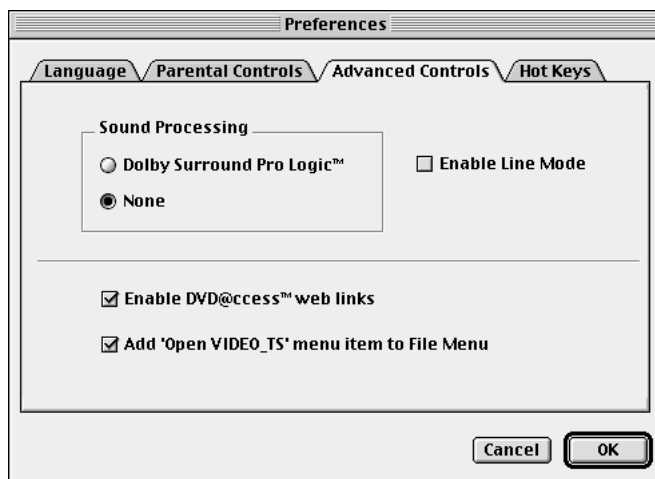 Preferences
Language Parental Controls Advanced Controls Hot Keys
Sound Processing
Dolby Surround Pro Logic™
Enable Line Mode
None
Enable DVD@ccess™ web links
Add 'Open VIDEO_TS' menu item to File Menu
Cancel OK